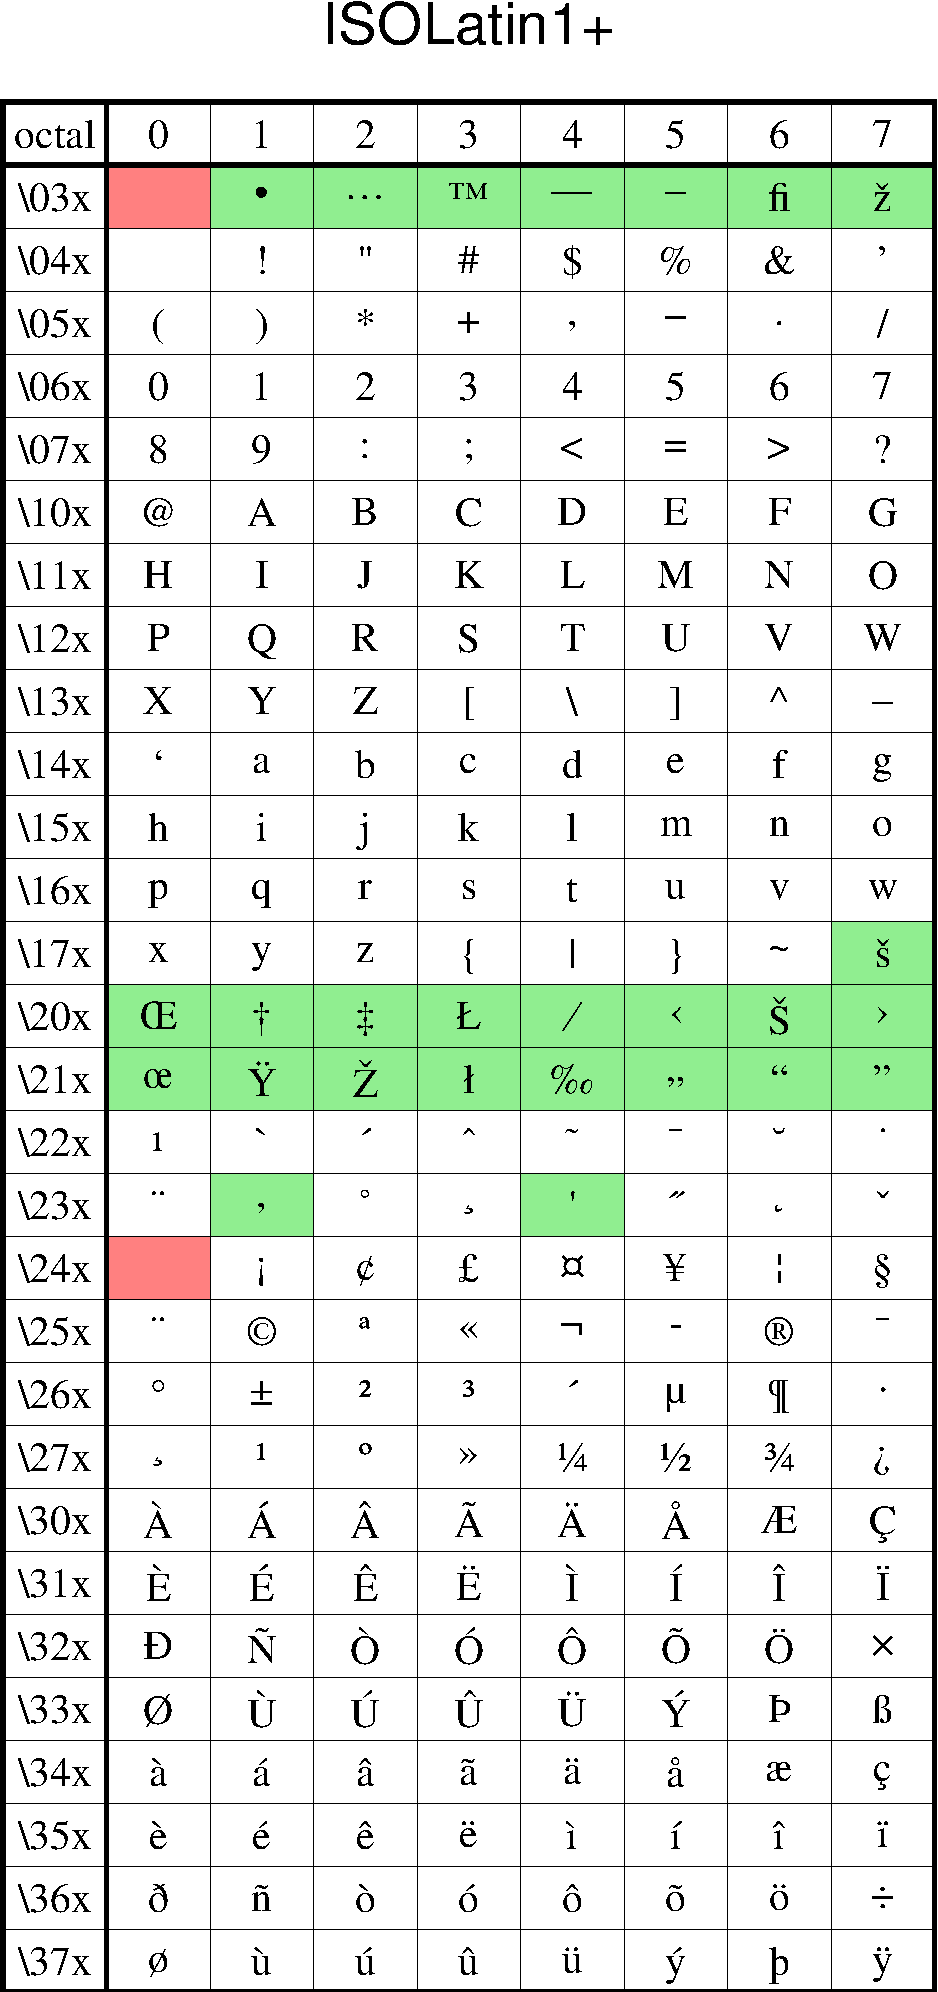 ISOLatin1+
octal 0 1 2 3 4 5 6 7
\03x • … ™ — – ﬁ ž
\04x ! " # $ % & ’
\05x ( ) * + , − . /
\06x 0 1 2 3 4 5 6 7
\07x 8 9 : ; < = > ?
\10x @ A B C D E F G
\11x H I J K L M N O
\12x P Q R S T U V W
\13x X Y Z [ \ ] ^ _
\14x ‘ a b c d e f g
\15x h i j k l m n o
\16x p q r s t u v w
\17x x y z { | } ~ š
\20x Œ † ‡ Ł ⁄ ‹ Š ›
\21x œ Ÿ Ž ł ‰ „ “ ”
\22x ı ` ´ ˆ ˜ ¯ ˘ ˙
\23x ¨ ‚ ˚ ¸ ' ˝ ˛ ˇ
\24x ¡ ¢ £ ¤ ¥ ¦ §
\25x ¨ © ª « ¬ - ® ¯
\26x ° ± ² ³ ´ µ ¶ ·
\27x ¸ ¹ º » ¼ ½ ¾ ¿
\30x À Á Â Ã Ä Å Æ Ç
\31x È É Ê Ë Ì Í Î Ï
\32x Ð Ñ Ò Ó Ô Õ Ö ×
\33x Ø Ù Ú Û Ü Ý Þ ß
\34x à á â ã ä å æ ç
\35x è é ê ë ì í î ï
\36x ð ñ ò ó ô õ ö ÷
\37x ø ù ú û ü ý þ ÿ